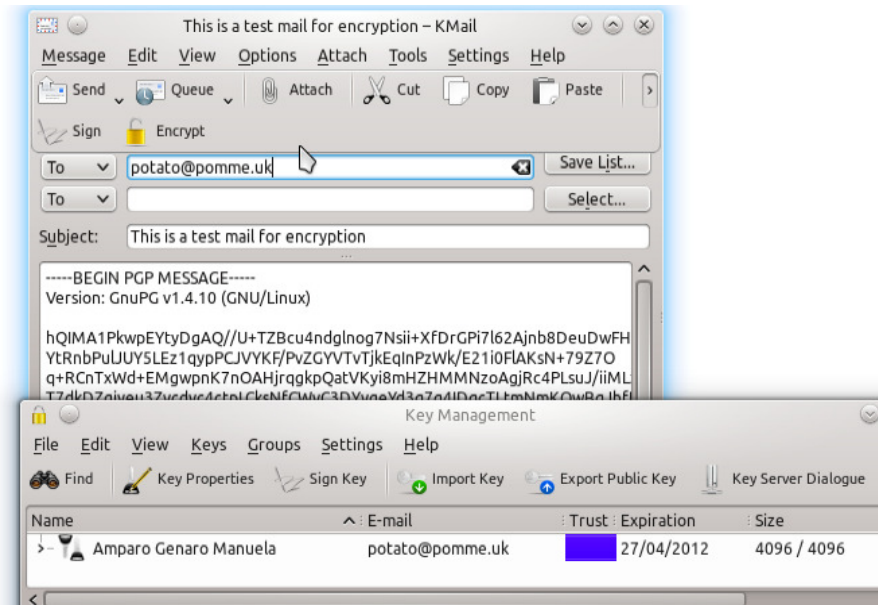 This is a test mail for encryption – KMail
Message Edit View Options Attach Tools Settings Help
Send Queue Attach Cut Copy Paste
Sign Encrypt
To potato@pomme.uk Save List...
To Select...
Subject: This is a test mail for encryption
-----BEGIN PGP MESSAGE-----
Version: GnuPG v1.4.10 (GNU/Linux)
hQIMA1PkwpEYtyDgAQ//U+TZBcu4ndglnog7Nsii+XfDrGPi7l62Ajnb8DeuDwFH
YtRnbPulJUY5LEz1qypPCJVYKF/PvZGYVTvTjkEqInPzWk/E21i0FlAKsN+79Z7O
q+RCnTxWd+EMgwpnK7nOAHjrqgkpQatVKyi8mHZHMMNzoAgjRc4PLsuJ/iiML
Key Management
File Edit View Keys Groups Settings Help
Find Key Properties Sign Key Import Key Export Public Key Key Server Dialogue
Name E-mail Trust Expiration Size
Amparo Genaro Manuela potato@pomme.uk 27/04/2012 4096 / 4096